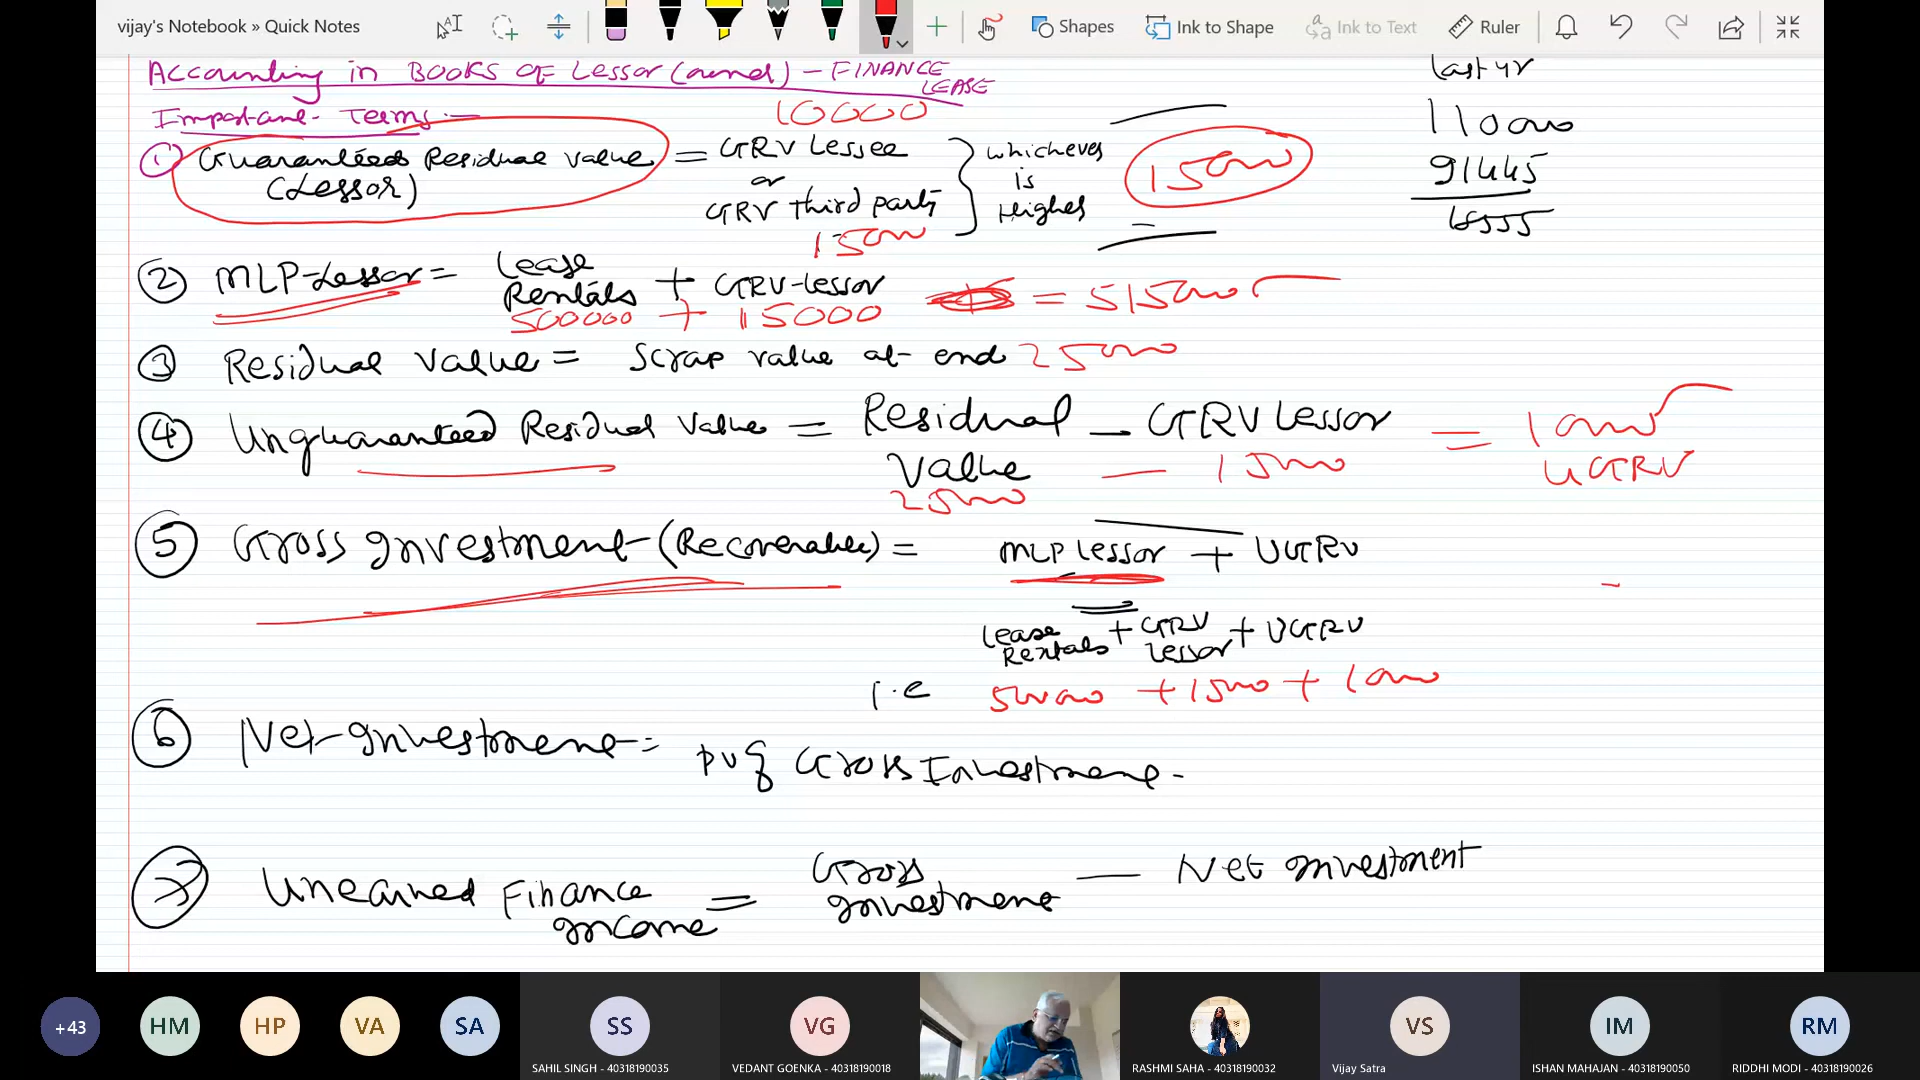 vijay's Notebook » Quick Notes
Shapes
Ink to Shape
Ink to Text
Ruler
Accounting in BOOKS OF Lessor (amend) - FINANCE LEASE
Important Terms :-
last yr
110000
91445
18555
10000
① Guaranteed Residual Value (Lessor) = GRV Lessee or GRV third party } whichever is Higher
15000
15000
② MLP-Lessor = Lease Rentals + GRV-lessor
500000 + 15000 = 515000
③ Residual Value = Scrap value at end 25000
④ Unguaranteed Residual Value = Residual Value - GRV Lessor = 10000 UGRV
25000 - 15000
⑤ Gross Investment (Recoverable) = MLP Lessor + UGRV
Lease Rentals + GRV Lessor + UGRV
i.e 500000 + 15000 + 10000
⑥ Net Investment = PV of Gross Investment -
⑦ Unearned Finance Income = Gross Investment — Net Investment
+43
HM
HP
VA
SA
SS
SAHIL SINGH - 40318190035
VG
VEDANT GOENKA - 40318190018
RASHMI SAHA - 40318190032
VS
Vijay Satra
IM
ISHAN MAHAJAN - 40318190050
RM
RIDDHI MODI - 40318190026